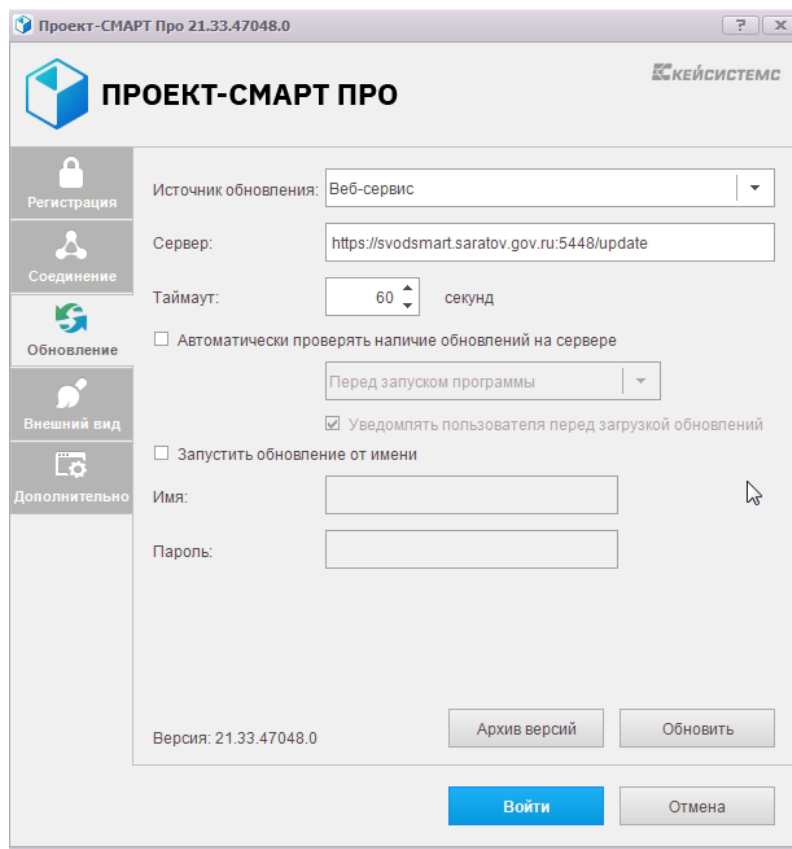 Проект-СМАРТ Про 21.33.47048.0
? x
ПРОЕКТ-СМАРТ ПРО
КЕЙСИСТЕМС
Регистрация
Соединение
Обновление
Внешний вид
Дополнительно
Источник обновления: Веб-сервис
Сервер: https://svodsmart.saratov.gov.ru:5448/update
Таймаут: 60 секунд
Автоматически проверять наличие обновлений на сервере
Перед запуском программы
Уведомлять пользователя перед загрузкой обновлений
Запустить обновление от имени
Имя:
Пароль:
Версия: 21.33.47048.0 Архив версий Обновить
Войти Отмена